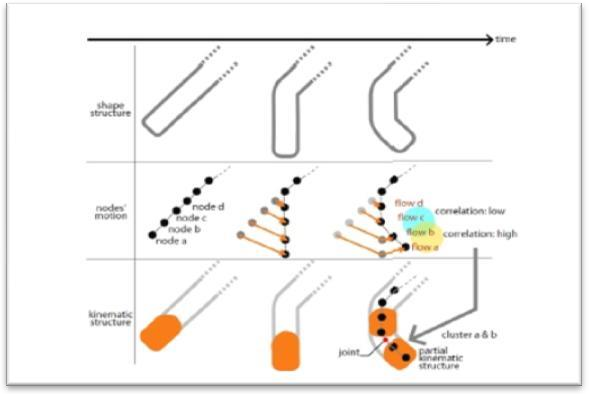 time
shape
structure
nodes'
motion
node d
node c
node b
node a
flow d
flow c
flow b
flow a
correlation: low
correlation: high
kinematic
structure
cluster a & b
joint
partial
kinematic
structure